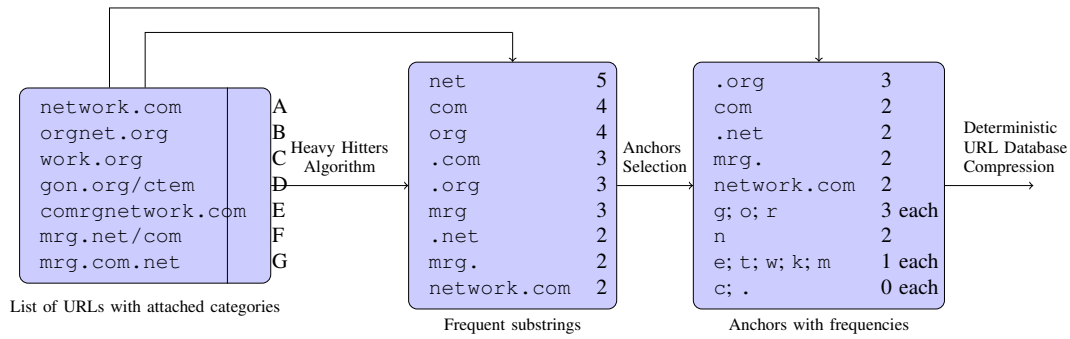 network.com A
orgnet.org B
work.org C
gon.org/ctem D
comrgnetwork.com E
mrg.net/com F
mrg.com.net G
List of URLs with attached categories
Heavy Hitters
Algorithm
net 5
com 4
org 4
.com 3
.org 3
mrg 3
.net 2
mrg. 2
network.com 2
Frequent substrings
Anchors
Selection
.org 3
com 2
.net 2
mrg. 2
network.com 2
g; o; r 3 each
n 2
e; t; w; k; m 1 each
c; . 0 each
Anchors with frequencies
Deterministic
URL Database
Compression